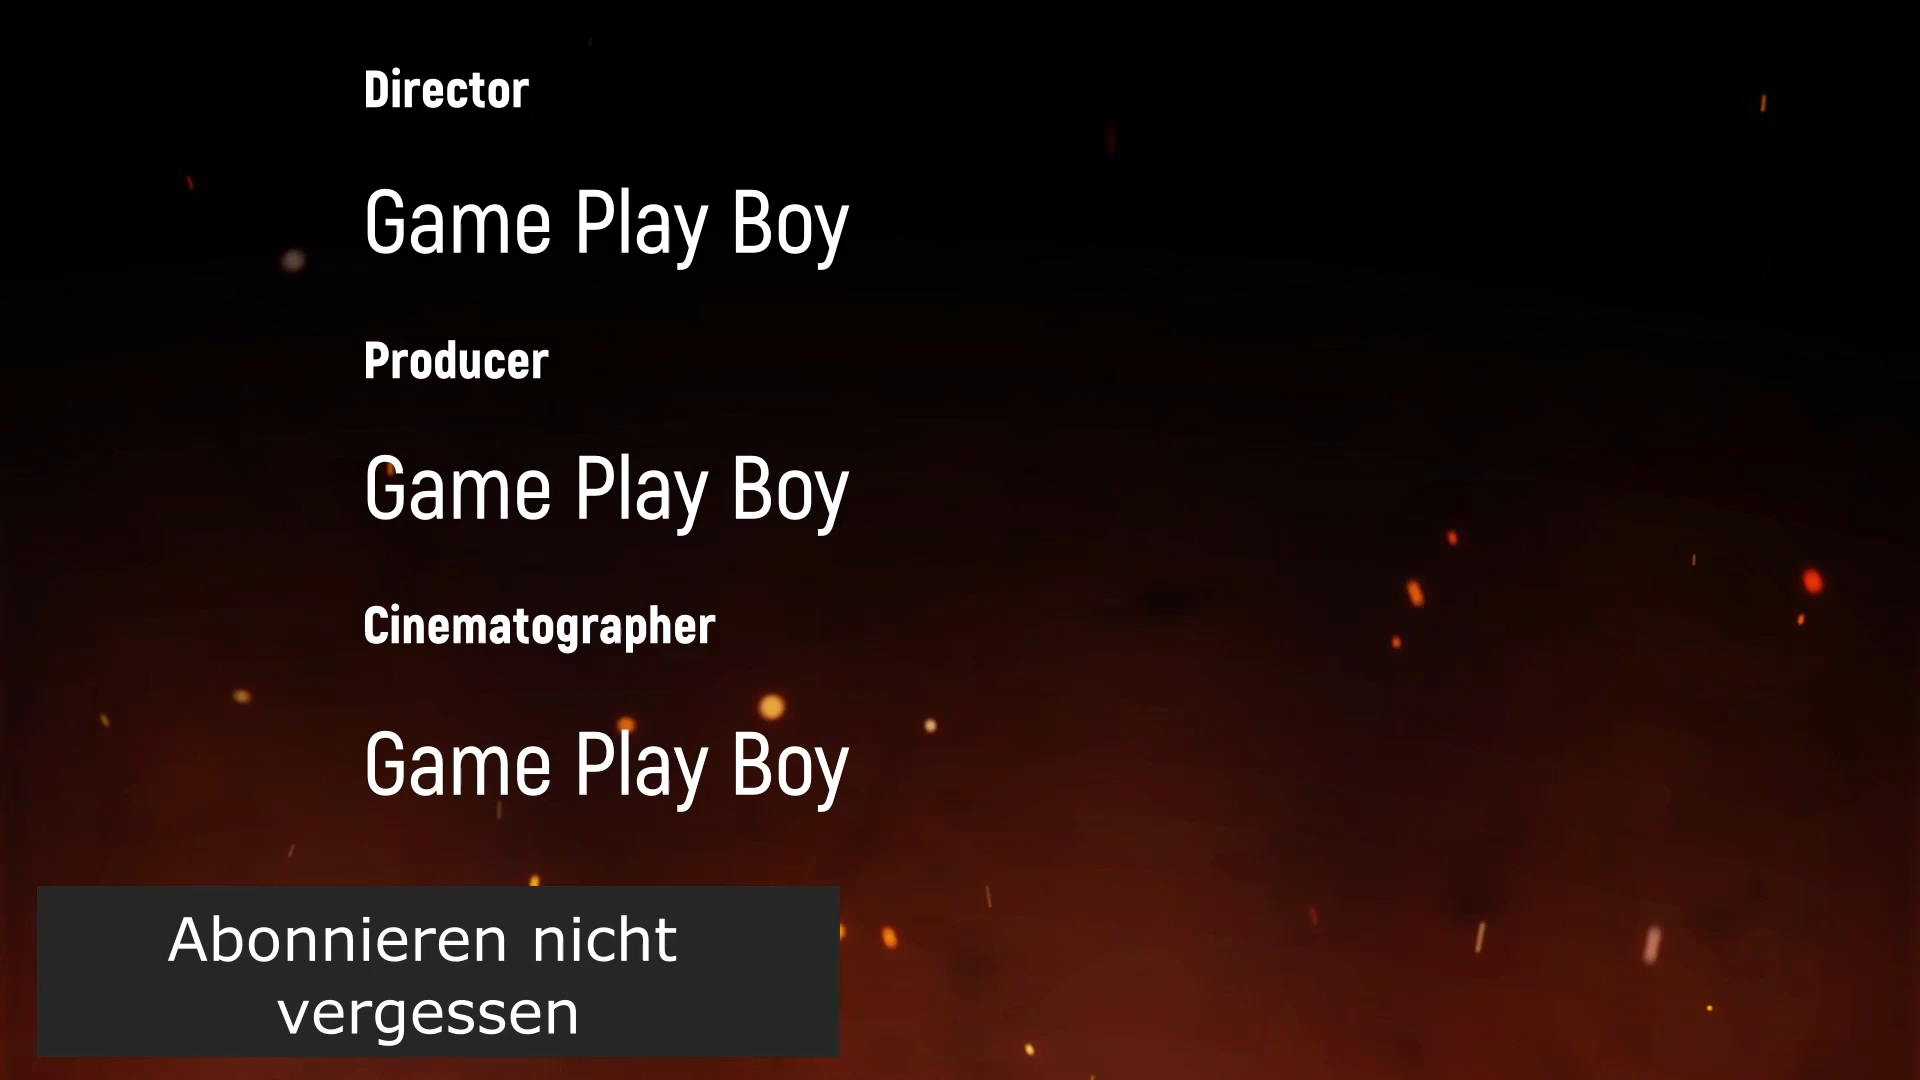 Director
Game Play Boy
Producer
Game Play Boy
Cinematographer
Game Play Boy
Abonnieren nicht
vergessen